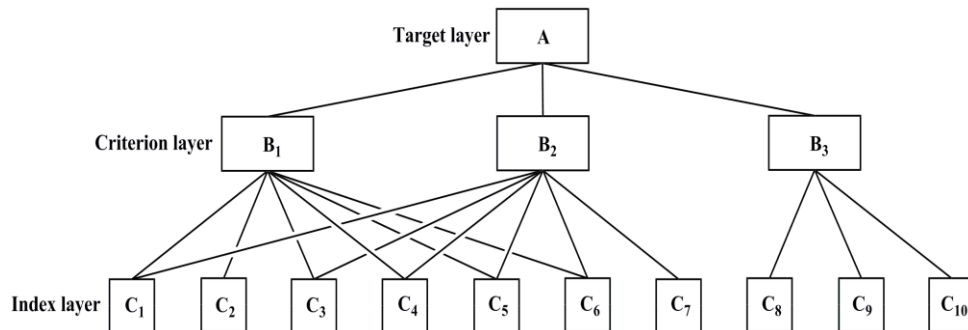 Target layer A
Criterion layer B₁ B₂ B₃
Index layer C₁ C₂ C₃ C₄ C₅ C₆ C₇ C₈ C₉ C₁₀